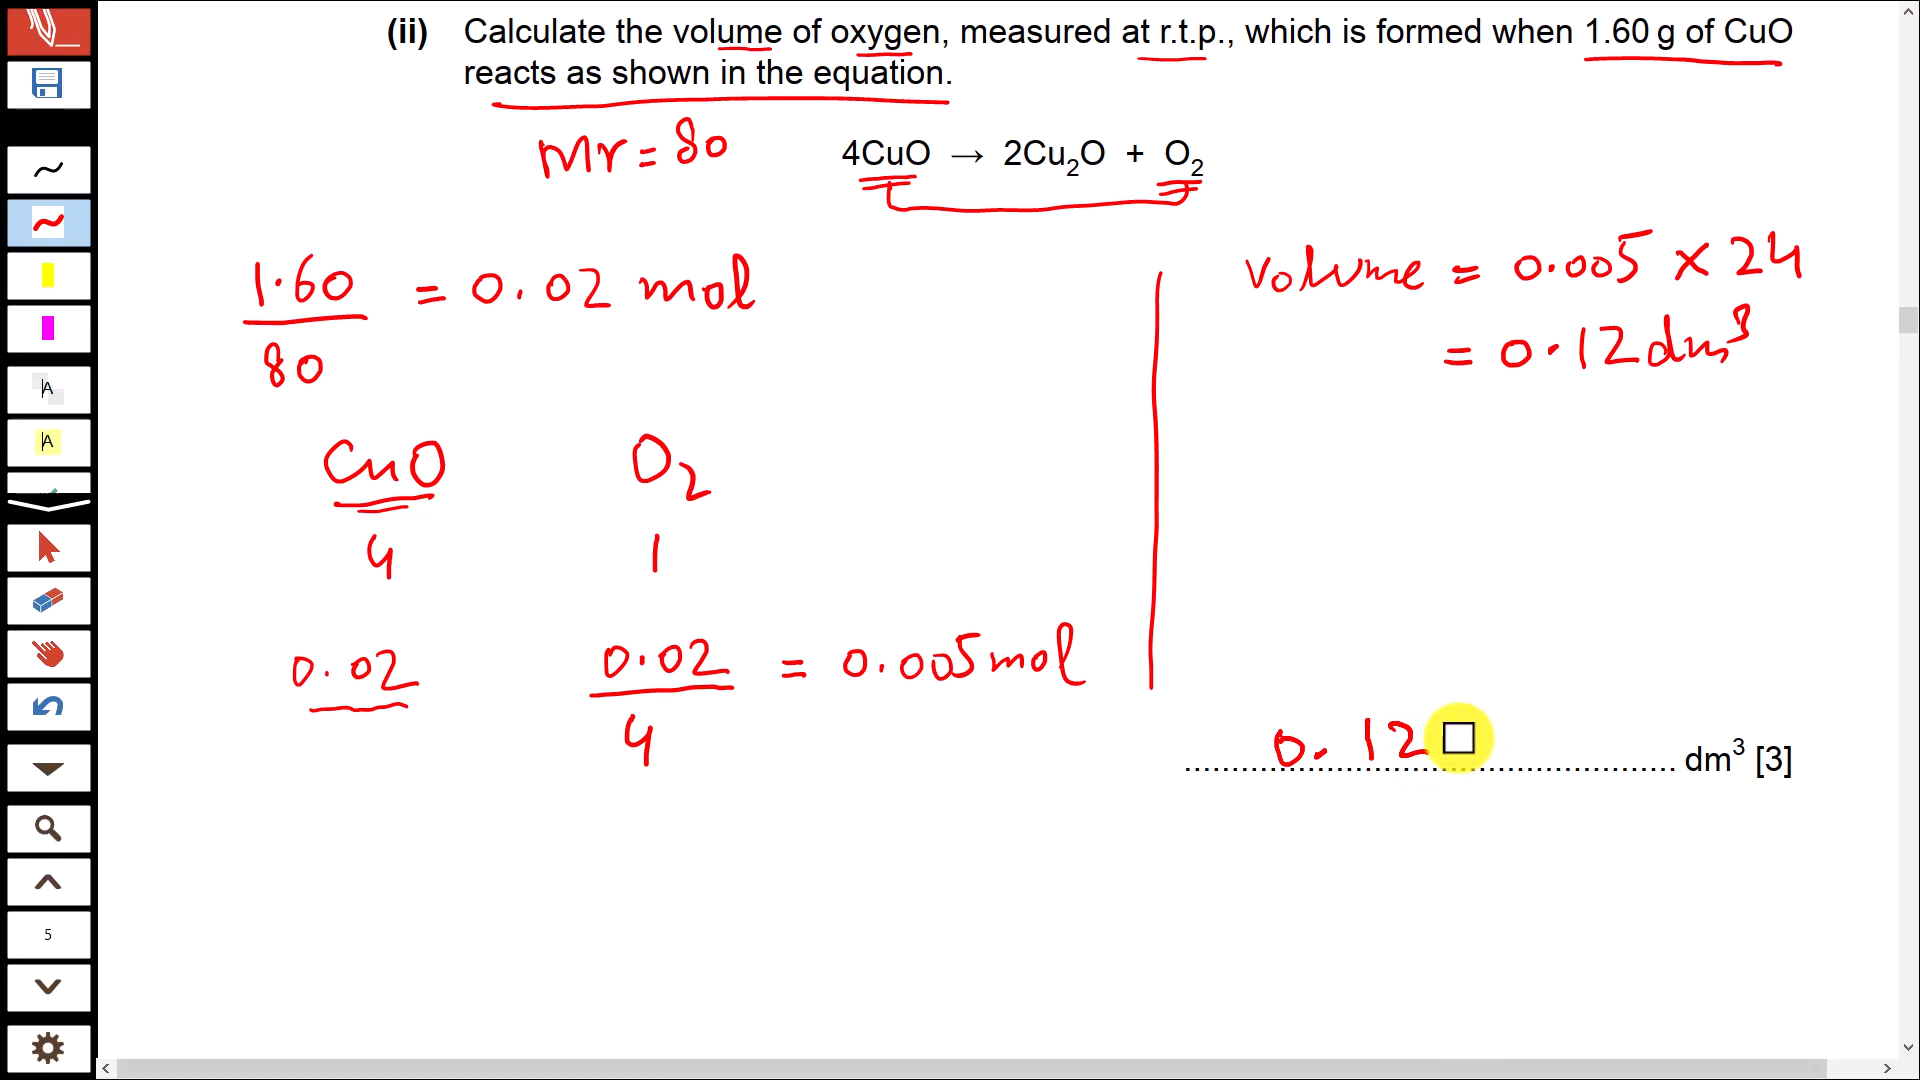 (ii) Calculate the volume of oxygen, measured at r.t.p., which is formed when 1.60 g of CuO
reacts as shown in the equation.
Mr = 80
4CuO → 2Cu₂O + O₂
1.60
80
= 0.02 mol
CuO O₂
4 1
0.02
0.02
4
= 0.005 mol
Volume = 0.005 × 24
= 0.12 dm³
0.12
.................................................... dm³ [3]
A
A
5